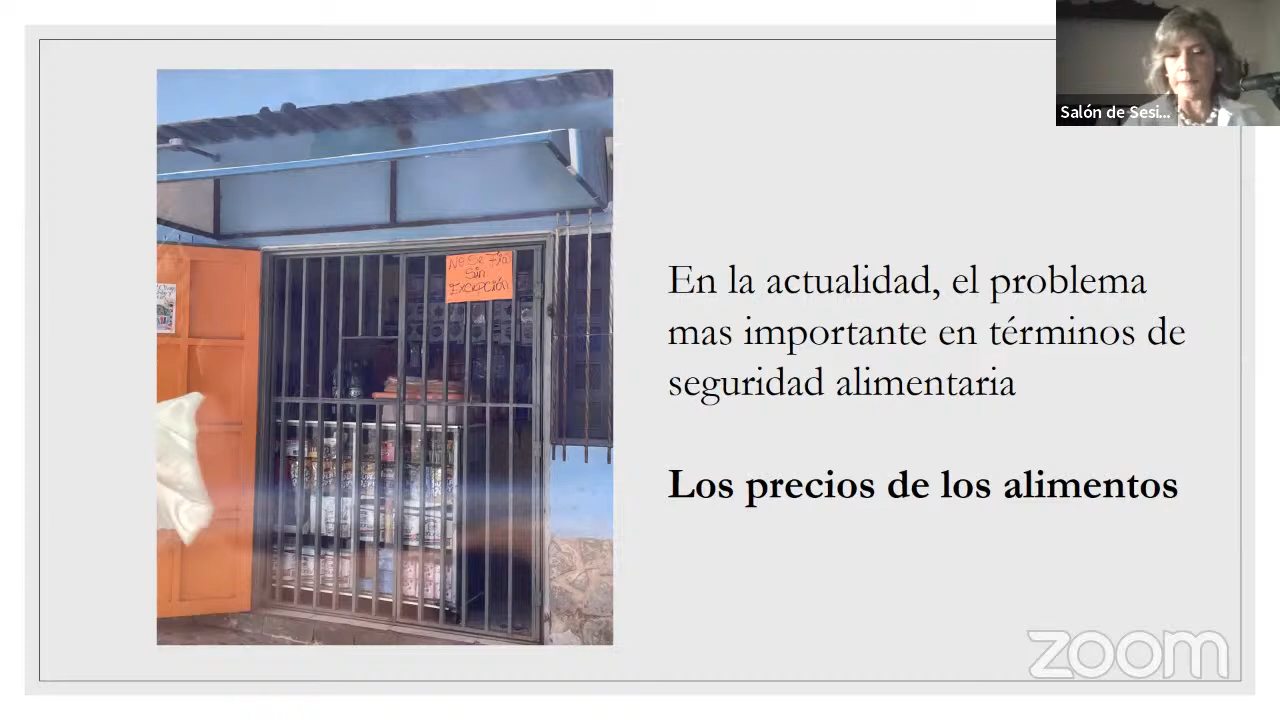 Salón de Sesi...
No Se Fía
Sin
Excepción
En la actualidad, el problema
mas importante en términos de
seguridad alimentaria
Los precios de los alimentos
zoom